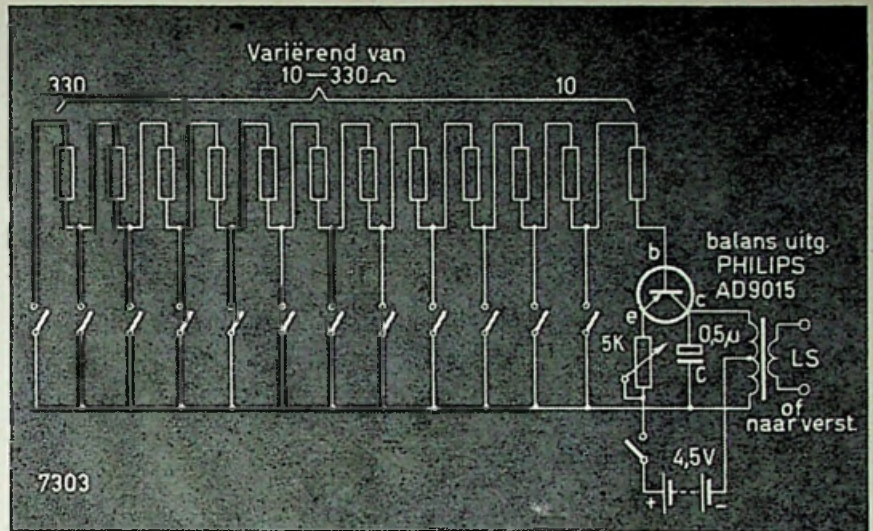 Variërend van
10—330Ω
330
10
b
balans uitg.
PHILIPS
AD9015
e
c
5K
0,5µ
C
LS
of
naar verst.
4,5V
+
-
7303